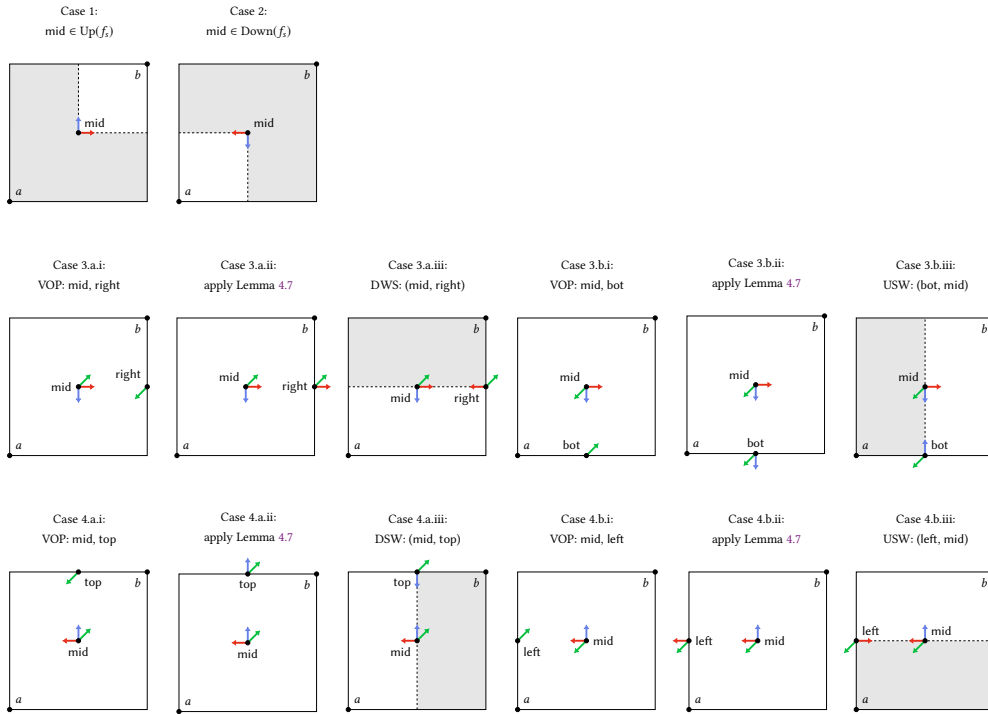 Case 1:
mid ∈ Up(fₛ)
Case 2:
mid ∈ Down(fₛ)
b
mid
a
b
mid
a
Case 3.a.i:
VOP: mid, right
Case 3.a.ii:
apply Lemma 4.7
Case 3.a.iii:
DWS: (mid, right)
Case 3.b.i:
VOP: mid, bot
Case 3.b.ii:
apply Lemma 4.7
Case 3.b.iii:
USW: (bot, mid)
b
right
mid
a
b
mid
right
a
b
mid
right
a
b
mid
bot
a
b
mid
bot
a
b
mid
bot
a
Case 4.a.i:
VOP: mid, top
Case 4.a.ii:
apply Lemma 4.7
Case 4.a.iii:
DSW: (mid, top)
Case 4.b.i:
VOP: mid, left
Case 4.b.ii:
apply Lemma 4.7
Case 4.b.iii:
USW: (left, mid)
top
b
mid
a
top
b
mid
a
top
b
mid
a
b
mid
left
a
b
left
mid
a
b
left
mid
a